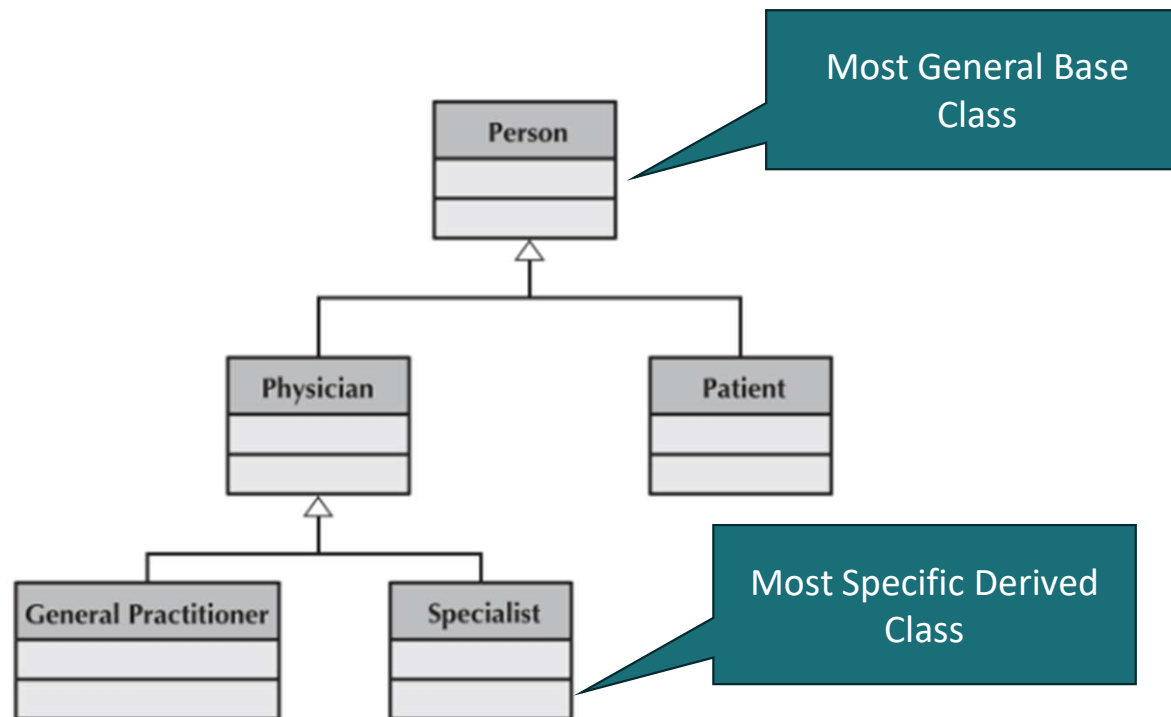 Most General Base
Class
Person
Physician
Patient
Most Specific Derived
Class
General Practitioner
Specialist